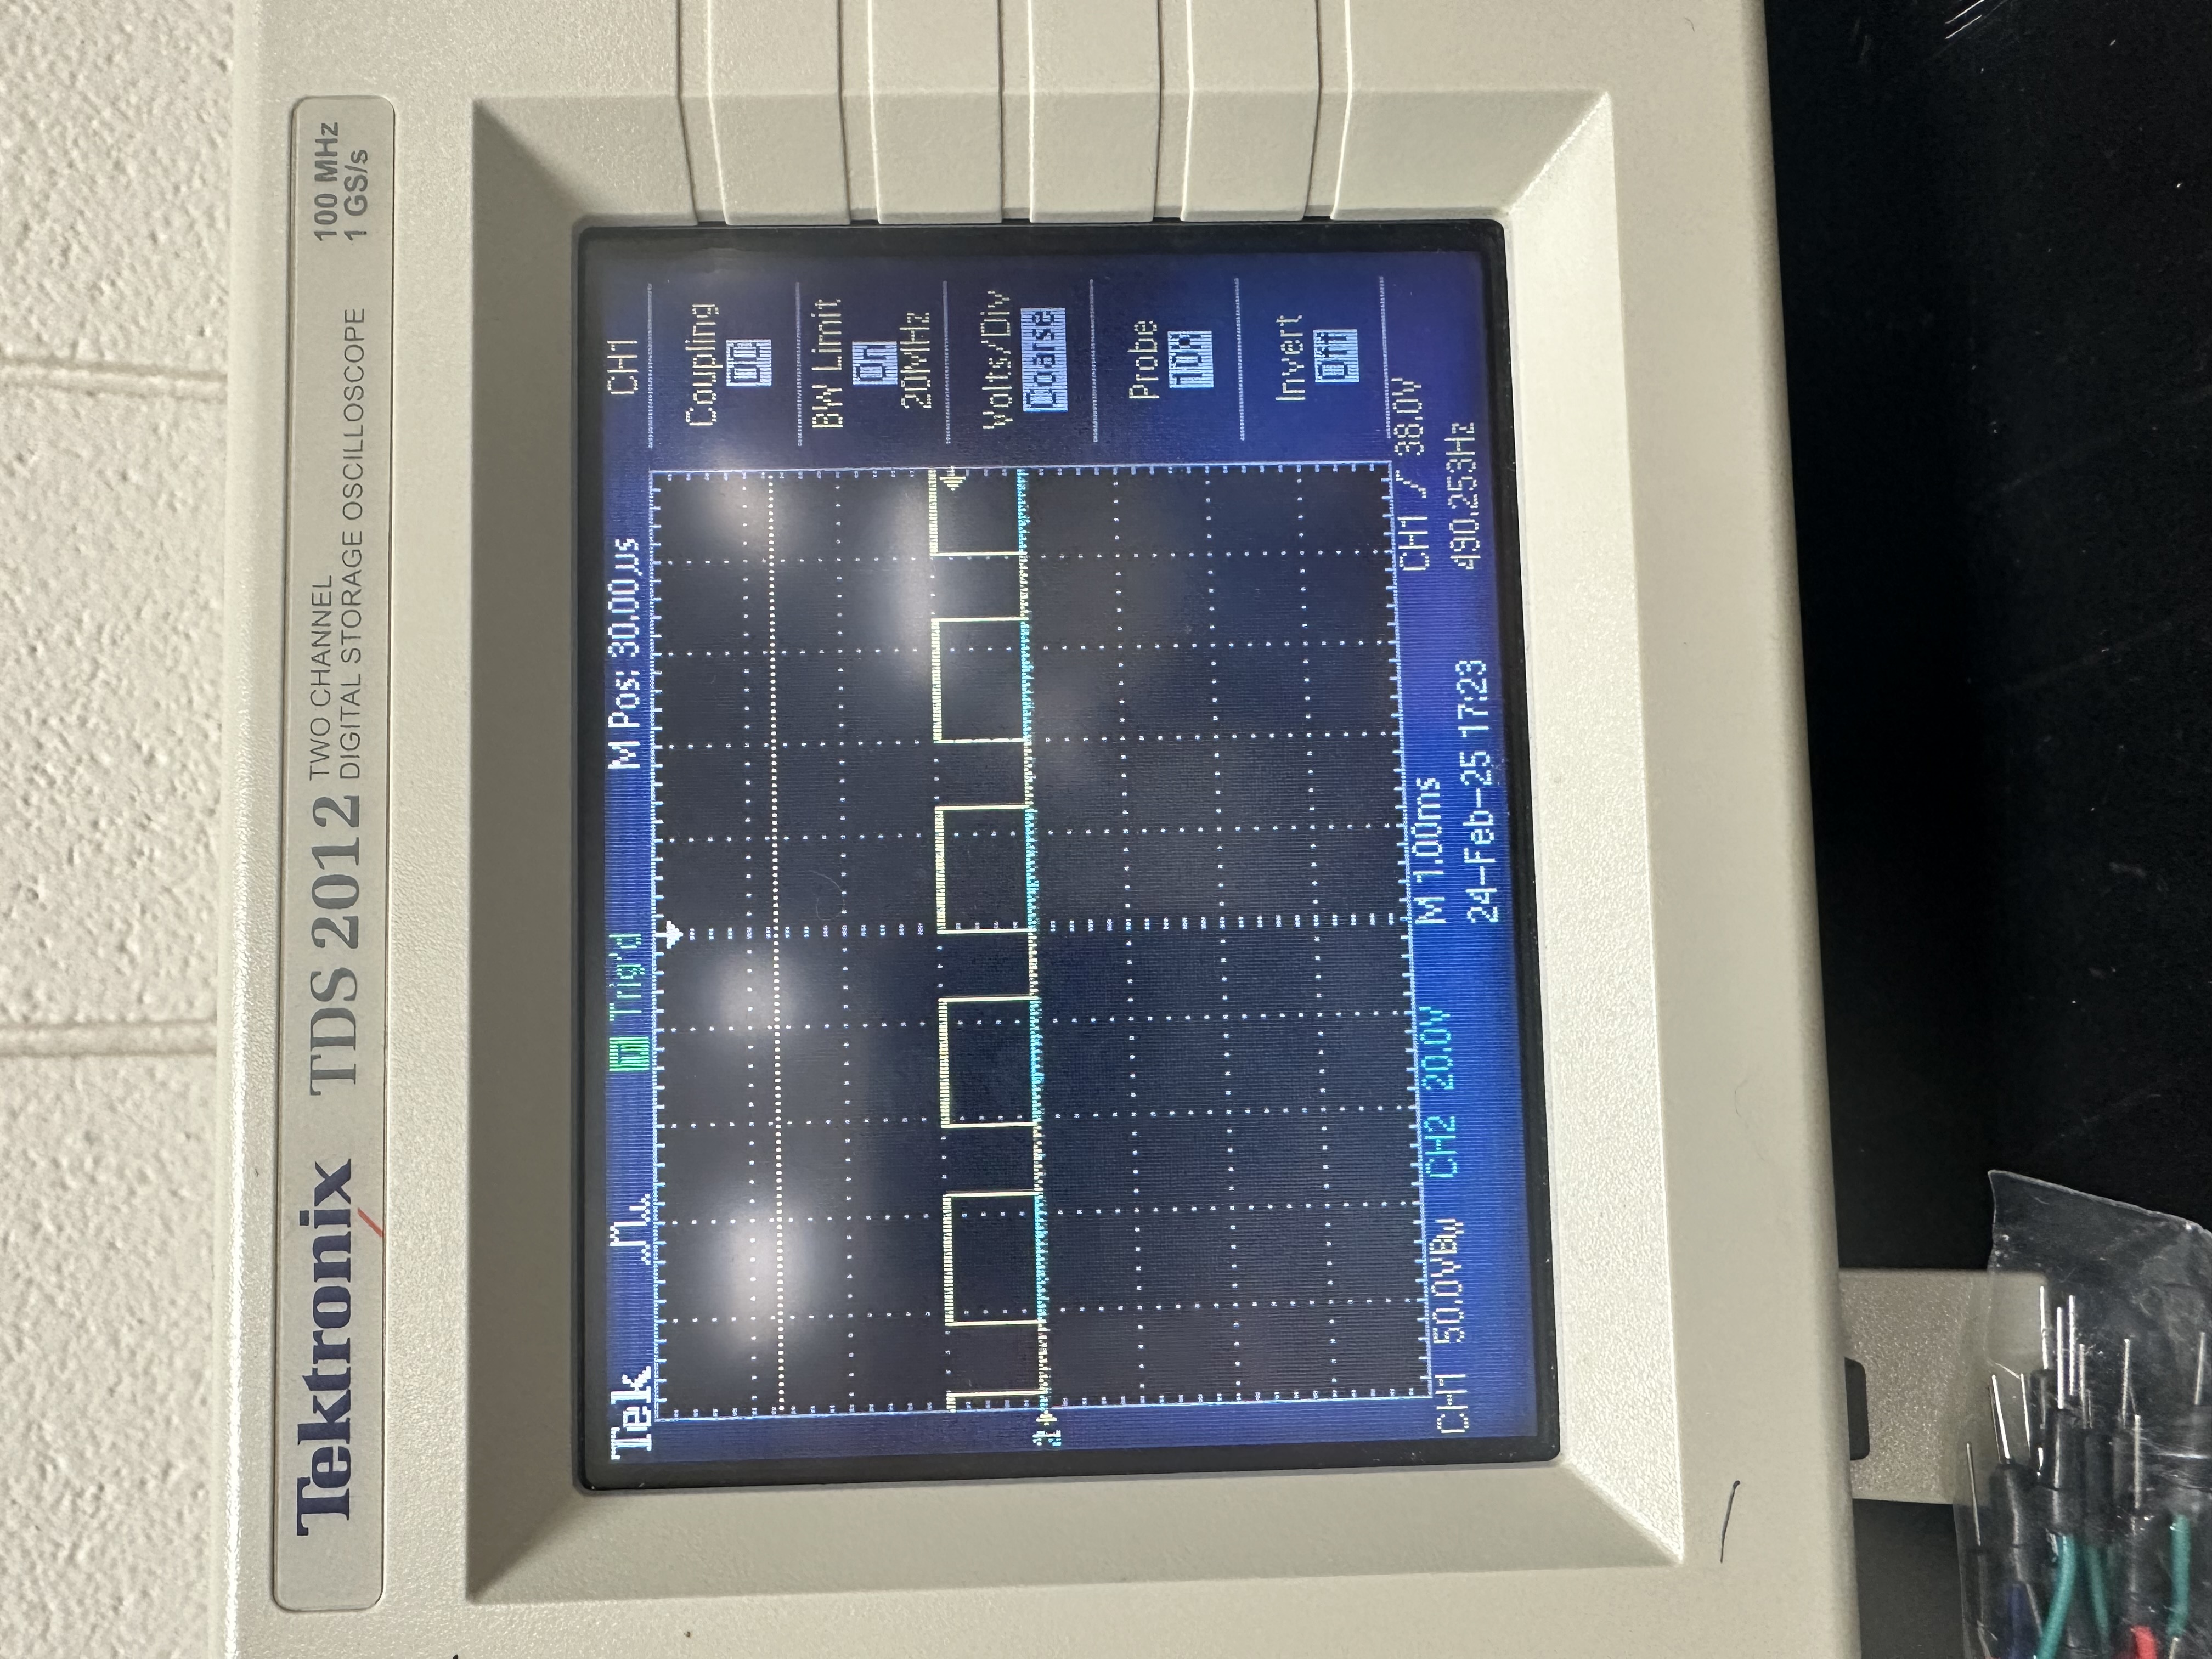 Tektronix TDS 2012 TWO CHANNEL 100 MHz
DIGITAL STORAGE OSCILLOSCOPE 1 GS/s
Tek T Trig'd M Pos: 30.00µs CH1
Coupling
DC
BW Limit
On
20MHz
Volts/Div
Coarse
Probe
10X
Invert
Off
CH1 50.0VBW CH2 20.0V M 1.00ms CH1 38.0V
24-Feb-25 17:23 490.253Hz